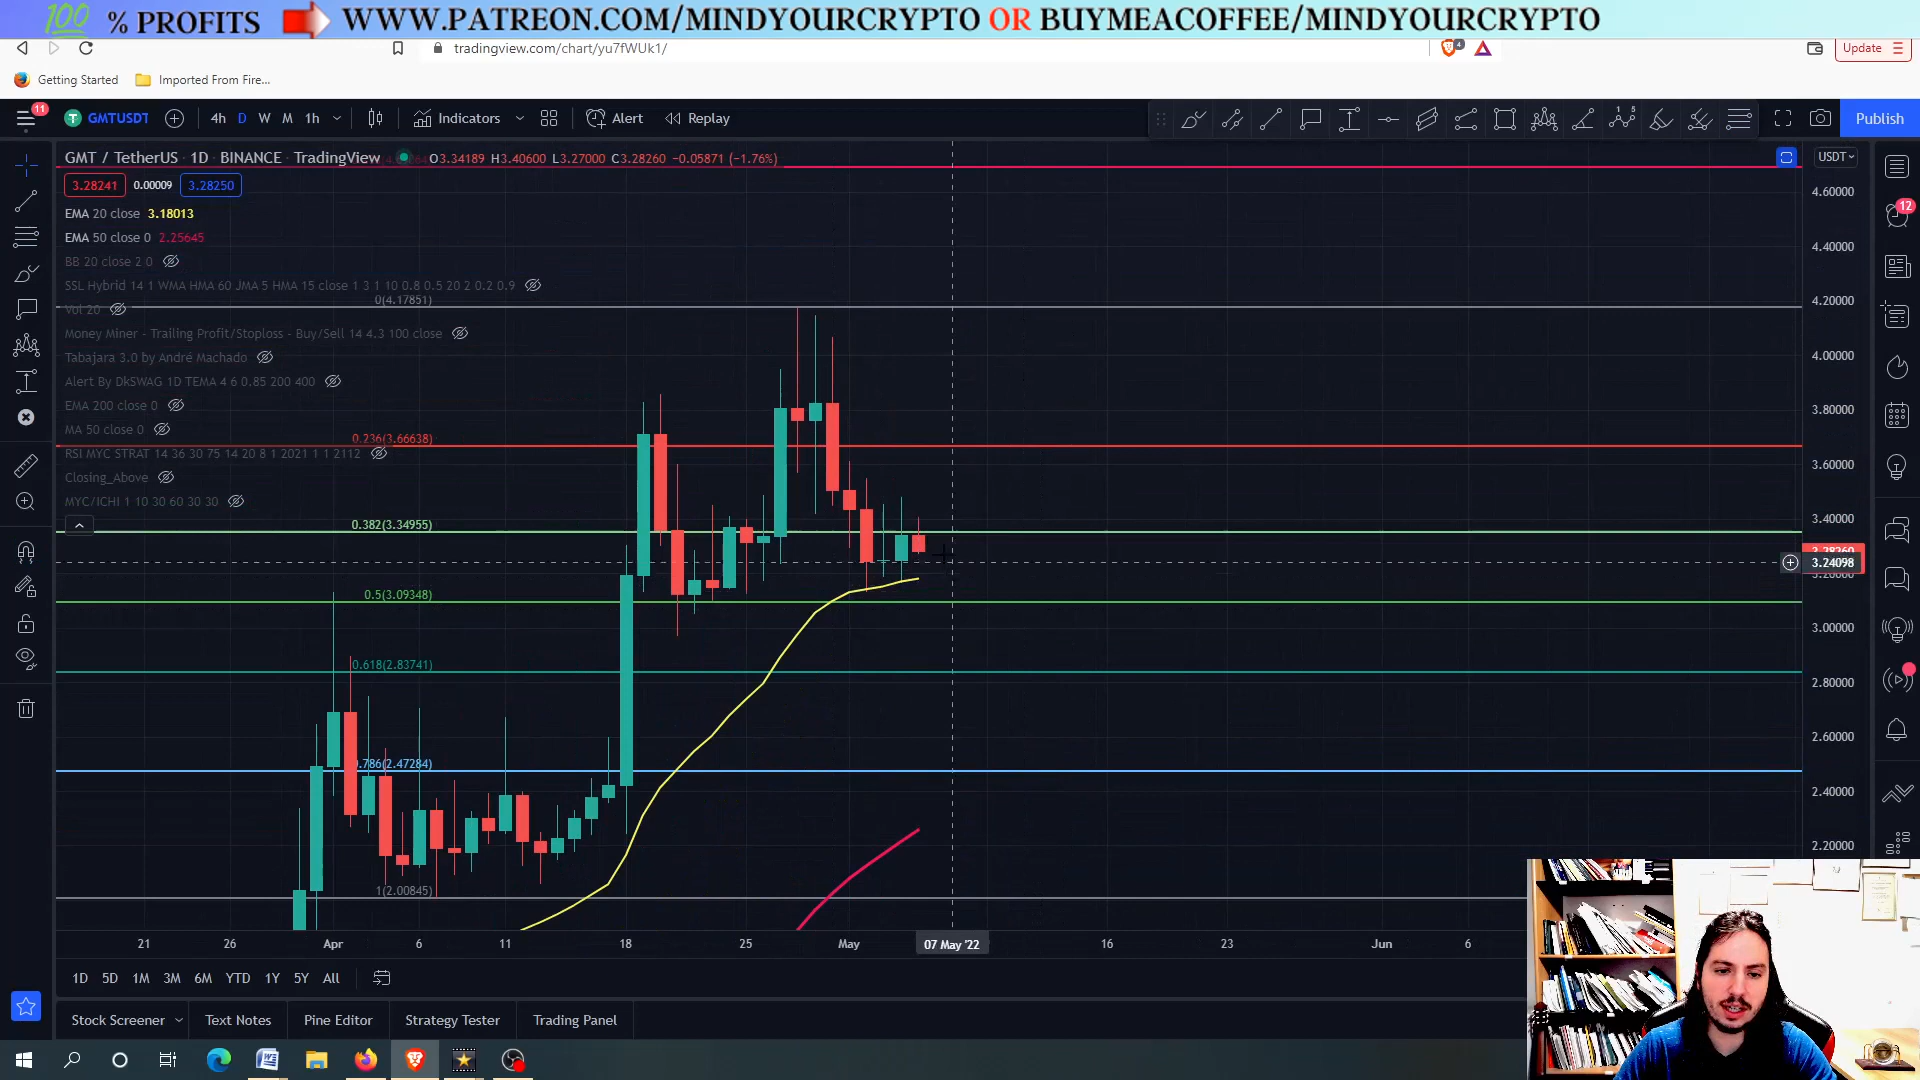 💯 % PROFITS ➡ WWW.PATREON.COM/MINDYOURCRYPTO OR BUYMEACOFFEE/MINDYOURCRYPTO
tradingview.com/chart/yu7fWUk1/
4
Update
Getting Started
Imported From Fire...
11
GMTUSDT
4h D W M 1h
Indicators
Alert
Replay
Publish
GMT / TetherUS · 1D · BINANCE · TradingView
O3.34189 H3.40600 L3.27000 C3.28260 −0.05871 (−1.76%)
USDT
3.28241 0.00009 3.28250
EMA 20 close 3.18013
EMA 50 close 0 2.25645
BB 20 close 2 0
SSL Hybrid 14 1 WMA HMA 60 JMA 5 HMA 15 close 1 3 1 10 0.8 0.5 20 2 0.2 0.9
0(4.17851)
Vol 20
Money Miner - Trailing Profit/Stoploss - Buy/Sell 14 4.3 100 close
Tabajara 3.0 by André Machado
Alert By DkSWAG 1D TEMA 4 6 0.85 200 400
EMA 200 close 0
MA 50 close 0
0.236(3.66638)
RSI MYC STRAT 14 36 30 75 14 20 8 1 2021 1 1 2112
Closing_Above
MYC/ICHI 1 10 30 60 30 30
0.382(3.34955)
0.5(3.09348)
0.618(2.83741)
0.786(2.47284)
1(2.00845)
4.60000
4.40000
4.20000
4.00000
3.80000
3.60000
3.40000
3.28260
3.24098
3.20000
3.00000
2.80000
2.60000
2.40000
2.20000
12
21 26 Apr 6 11 18 25 May 07 May '22 16 23 Jun 6
1D 5D 1M 3M 6M YTD 1Y 5Y All
Stock Screener
Text Notes
Pine Editor
Strategy Tester
Trading Panel